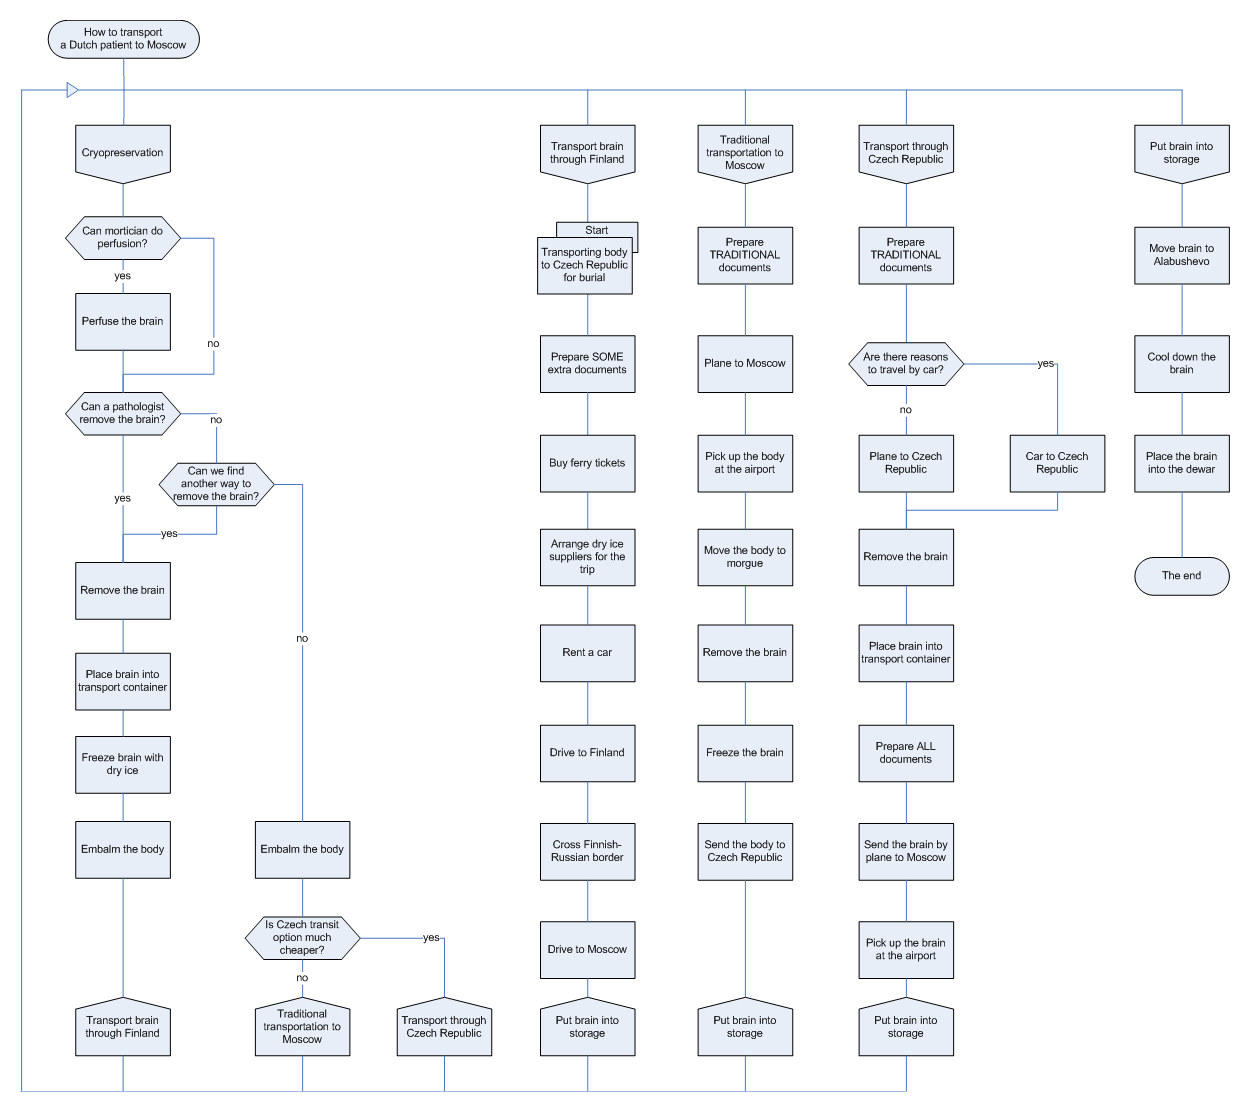 How to transport
a Dutch patient to Moscow
Cryopreservation
Can mortician do
perfusion?
yes
no
Perfuse the brain
Can a pathologist
remove the brain?
no
yes
Can we find
another way to
remove the brain?
yes
no
Remove the brain
Place brain into
transport container
Freeze brain with
dry ice
Embalm the body
Transport brain
through Finland
Embalm the body
Is Czech transit
option much
cheaper?
yes
no
Traditional
transportation to
Moscow
Transport through
Czech Republic
Transport brain
through Finland
Start
Transporting body
to Czech Republic
for burial
Prepare SOME
extra documents
Buy ferry tickets
Arrange dry ice
suppliers for the
trip
Rent a car
Drive to Finland
Cross Finnish-
Russian border
Drive to Moscow
Put brain into
storage
Traditional
transportation to
Moscow
Prepare
TRADITIONAL
documents
Plane to Moscow
Pick up the body
at the airport
Move the body to
morgue
Remove the brain
Freeze the brain
Send the body to
Czech Republic
Put brain into
storage
Transport through
Czech Republic
Prepare
TRADITIONAL
documents
Are there reasons
to travel by car?
yes
no
Plane to Czech
Republic
Car to Czech
Republic
Remove the brain
Place brain into
transport container
Prepare ALL
documents
Send the brain by
plane to Moscow
Pick up the brain
at the airport
Put brain into
storage
Put brain into
storage
Move brain to
Alabushevo
Cool down the
brain
Place the brain
into the dewar
The end